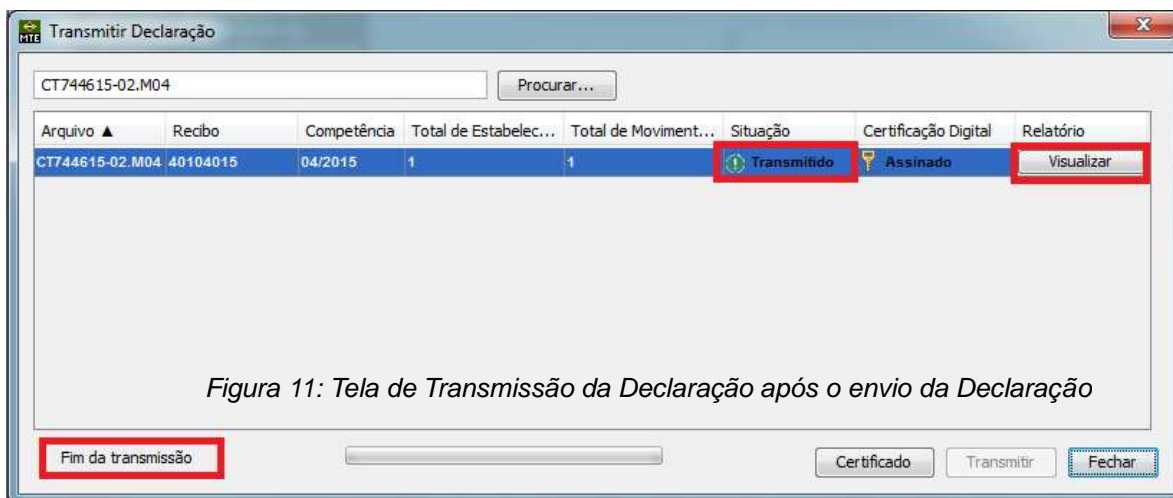 MTE Transmitir Declaração
CT744615-02.M04 Procurar...
Arquivo ▲ Recibo Competência Total de Estabelec... Total de Moviment... Situação Certificação Digital Relatório
CT744615-02.M04 40104015 04/2015 1 1 Transmitido Assinado Visualizar
Figura 11: Tela de Transmissão da Declaração após o envio da Declaração
Fim da transmissão Certificado Transmitir Fechar